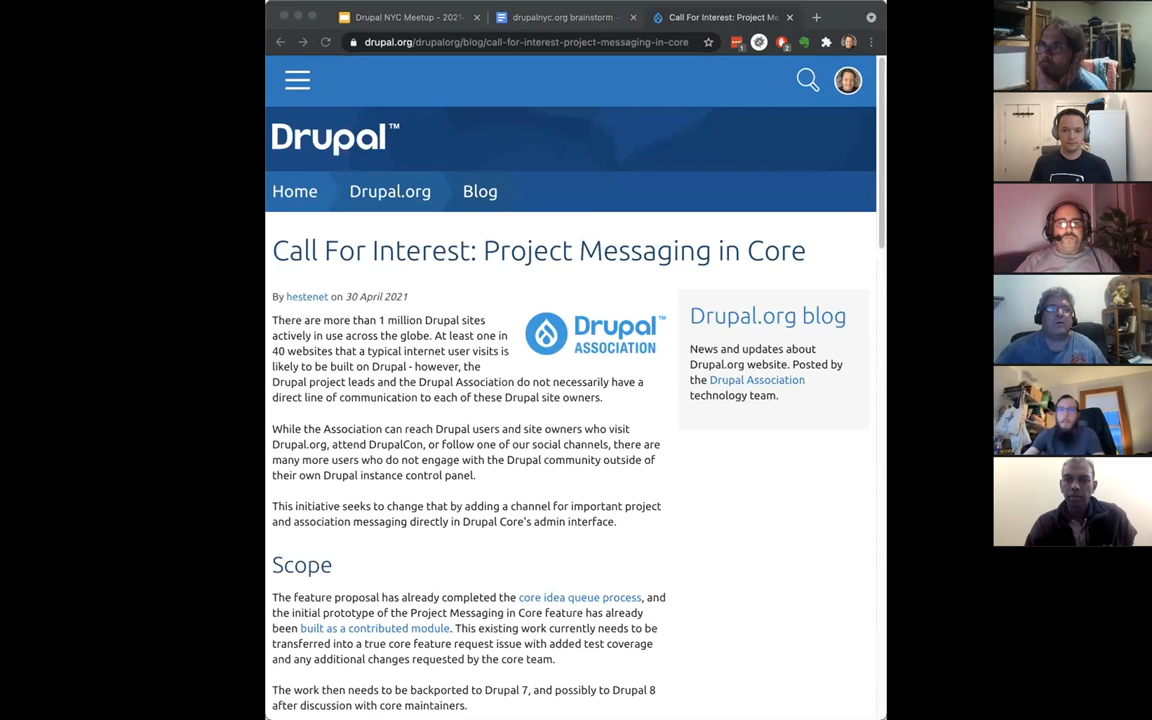 Drupal NYC Meetup - 2021-
drupalnyc.org brainstorm -
Call For Interest: Project Me
drupal.org/drupalorg/blog/call-for-interest-project-messaging-in-core
Drupal™
Home
Drupal.org
Blog
Call For Interest: Project Messaging in Core
By hestenet on 30 April 2021
There are more than 1 million Drupal sites
actively in use across the globe. At least one in
40 websites that a typical internet user visits is
likely to be built on Drupal - however, the
Drupal project leads and the Drupal Association do not necessarily have a
direct line of communication to each of these Drupal site owners.
Drupal™
ASSOCIATION
While the Association can reach Drupal users and site owners who visit
Drupal.org, attend DrupalCon, or follow one of our social channels, there are
many more users who do not engage with the Drupal community outside of
their own Drupal instance control panel.
This initiative seeks to change that by adding a channel for important project
and association messaging directly in Drupal Core's admin interface.
Scope
The feature proposal has already completed the core idea queue process, and
the initial prototype of the Project Messaging in Core feature has already
been built as a contributed module. This existing work currently needs to be
transferred into a true core feature request issue with added test coverage
and any additional changes requested by the core team.
The work then needs to be backported to Drupal 7, and possibly to Drupal 8
after discussion with core maintainers.
Drupal.org blog
News and updates about
Drupal.org website. Posted by
the Drupal Association
technology team.